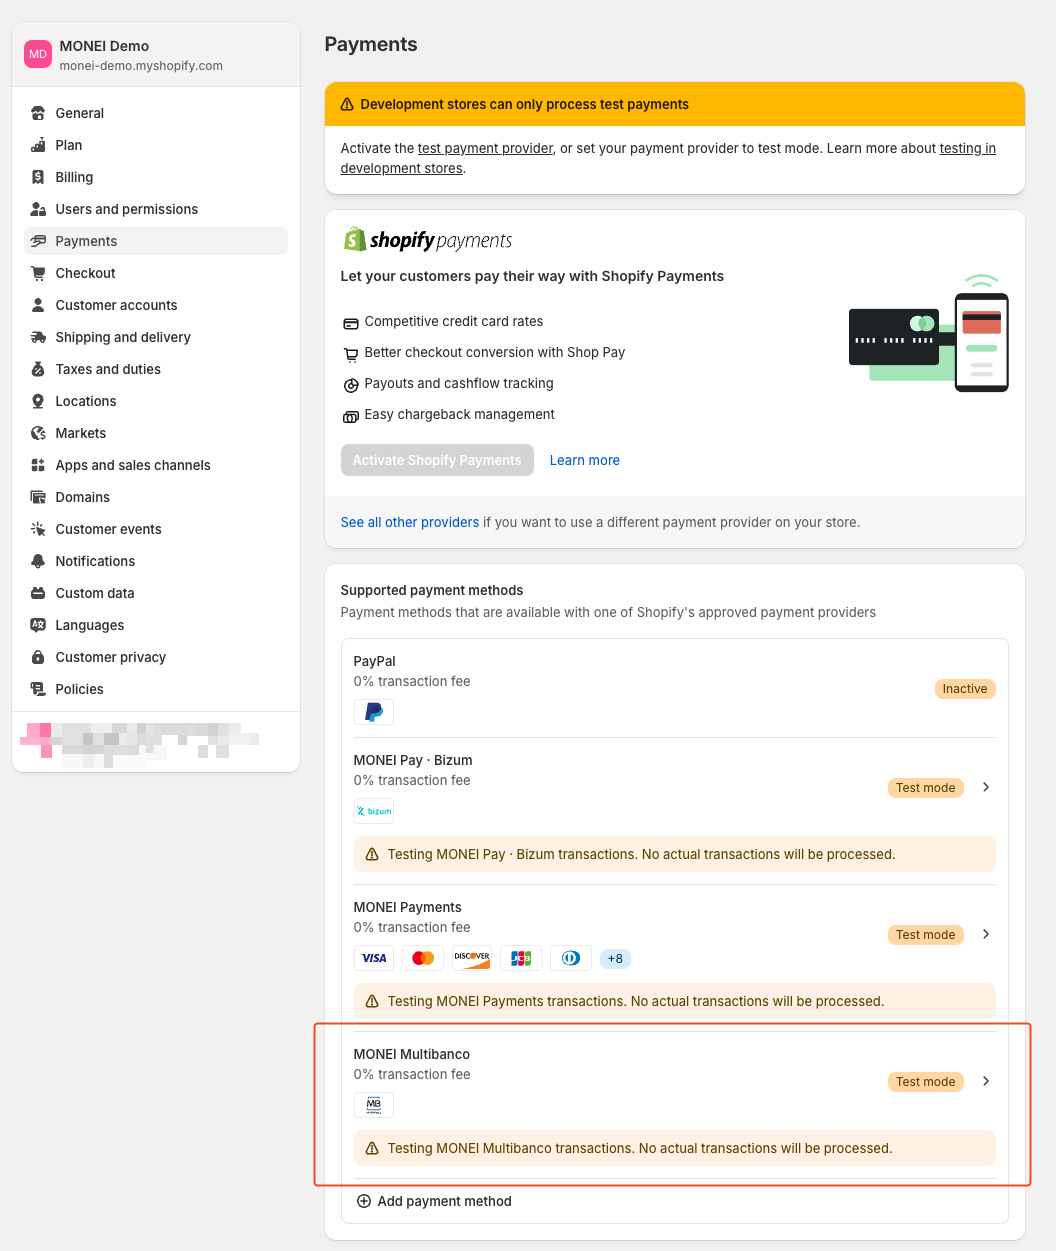 MD
MONEI Demo
monei-demo.myshopify.com
General
Plan
Billing
Users and permissions
Payments
Checkout
Customer accounts
Shipping and delivery
Taxes and duties
Locations
Markets
Apps and sales channels
Domains
Customer events
Notifications
Custom data
Languages
Customer privacy
Policies
Payments
Development stores can only process test payments
Activate the test payment provider, or set your payment provider to test mode. Learn more about testing in
development stores.
shopify payments
Let your customers pay their way with Shopify Payments
Competitive credit card rates
Better checkout conversion with Shop Pay
Payouts and cashflow tracking
Easy chargeback management
Activate Shopify Payments Learn more
See all other providers if you want to use a different payment provider on your store.
Supported payment methods
Payment methods that are available with one of Shopify's approved payment providers
PayPal
0% transaction fee
Inactive
MONEI Pay · Bizum
0% transaction fee
Test mode
bizum
Testing MONEI Pay · Bizum transactions. No actual transactions will be processed.
MONEI Payments
0% transaction fee
Test mode
VISA DISCOVER JCB +8
Testing MONEI Payments transactions. No actual transactions will be processed.
MONEI Multibanco
0% transaction fee
Test mode
MB
Testing MONEI Multibanco transactions. No actual transactions will be processed.
Add payment method